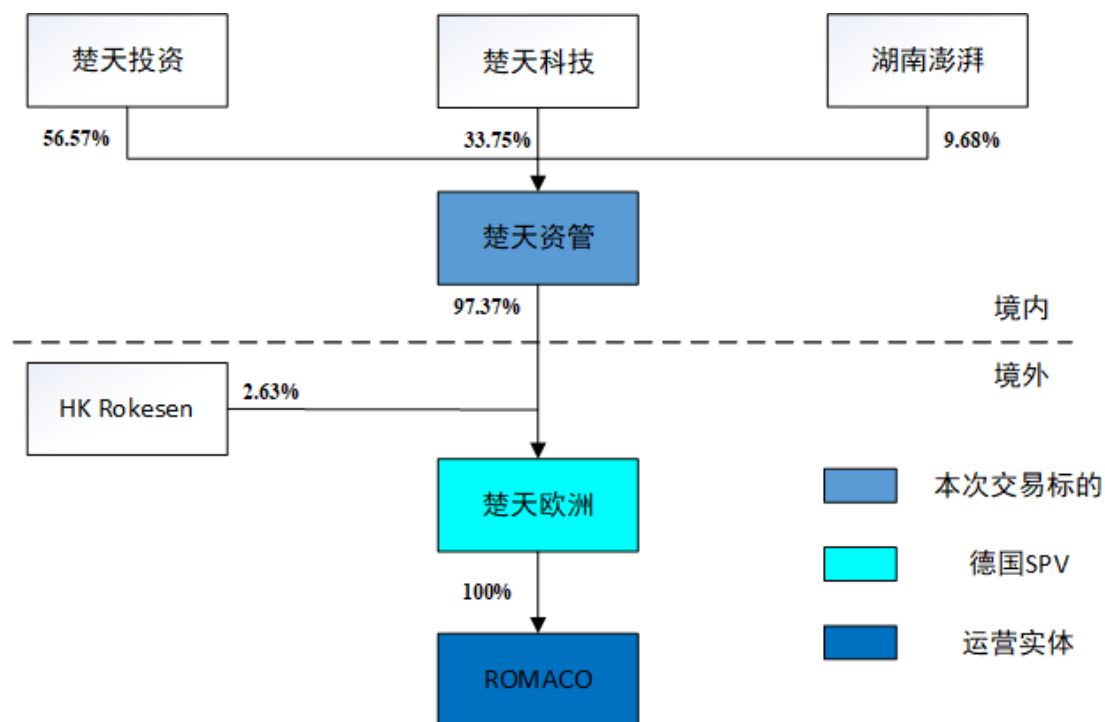 楚天投资
楚天科技
湖南澎湃
56.57%
33.75%
9.68%
楚天资管
97.37%
境内
境外
HK Rokesen
2.63%
楚天欧洲
本次交易标的
德国SPV
100%
运营实体
ROMACO